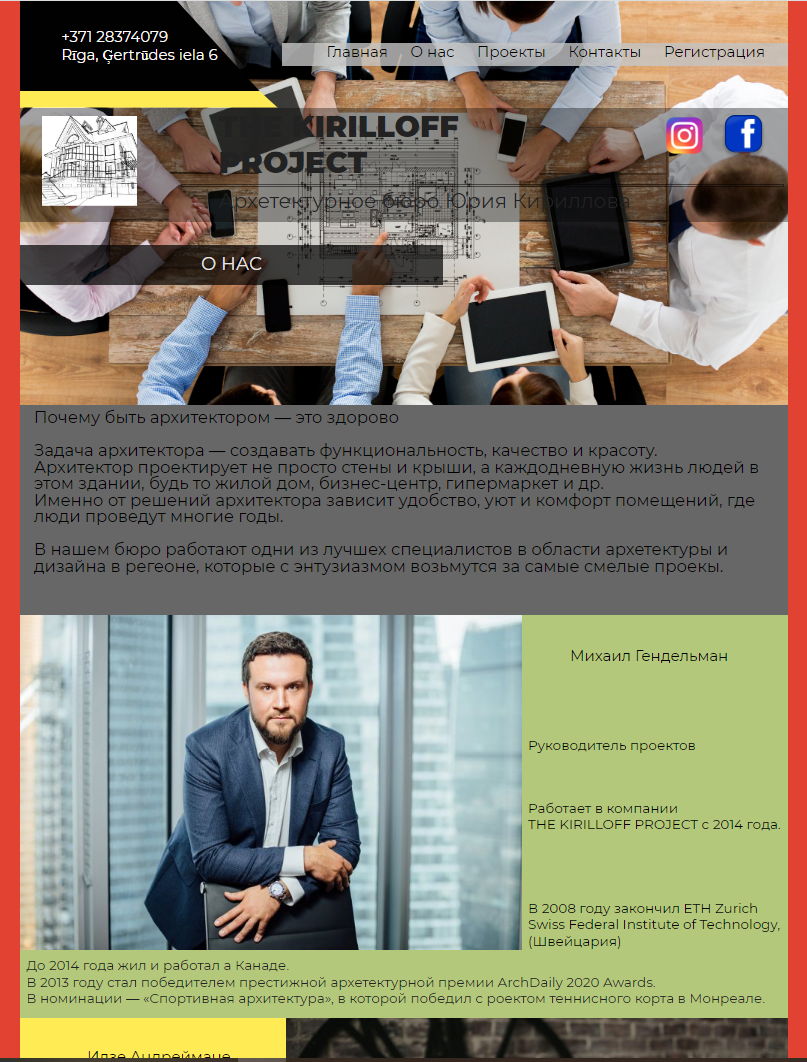 +371 28374079
Rīga, Ģertrūdes iela 6
Главная О нас Проекты Контакты Регистрация
THE KIRILLOFF
PROJECT
Архетектурное бюро Юрия Кириллова
О НАС
Почему быть архитектором — это здорово
Задача архитектора — создавать функциональность, качество и красоту.
Архитектор проектирует не просто стены и крыши, а каждодневную жизнь людей в
этом здании, будь то жилой дом, бизнес-центр, гипермаркет и др.
Именно от решений архитектора зависит удобство, уют и комфорт помещений, где
люди проведут многие годы.
В нашем бюро работают одни из лучшех специалистов в области архетектуры и
дизайна в регеоне, которые с энтузиазмом возьмутся за самые смелые проекы.
Михаил Гендельман
Руководитель проектов
Работает в компании
THE KIRILLOFF PROJECT с 2014 года.
В 2008 году закончил ETH Zurich
Swiss Federal Institute of Technology,
(Швейцария)
До 2014 года жил и работал а Канаде.
В 2013 году стал победителем престижной архетектурной премии ArchDaily 2020 Awards.
В номинации — «Спортивная архитектура», в которой победил с роектом теннисного корта в Монреале.
Идзе Андреймане